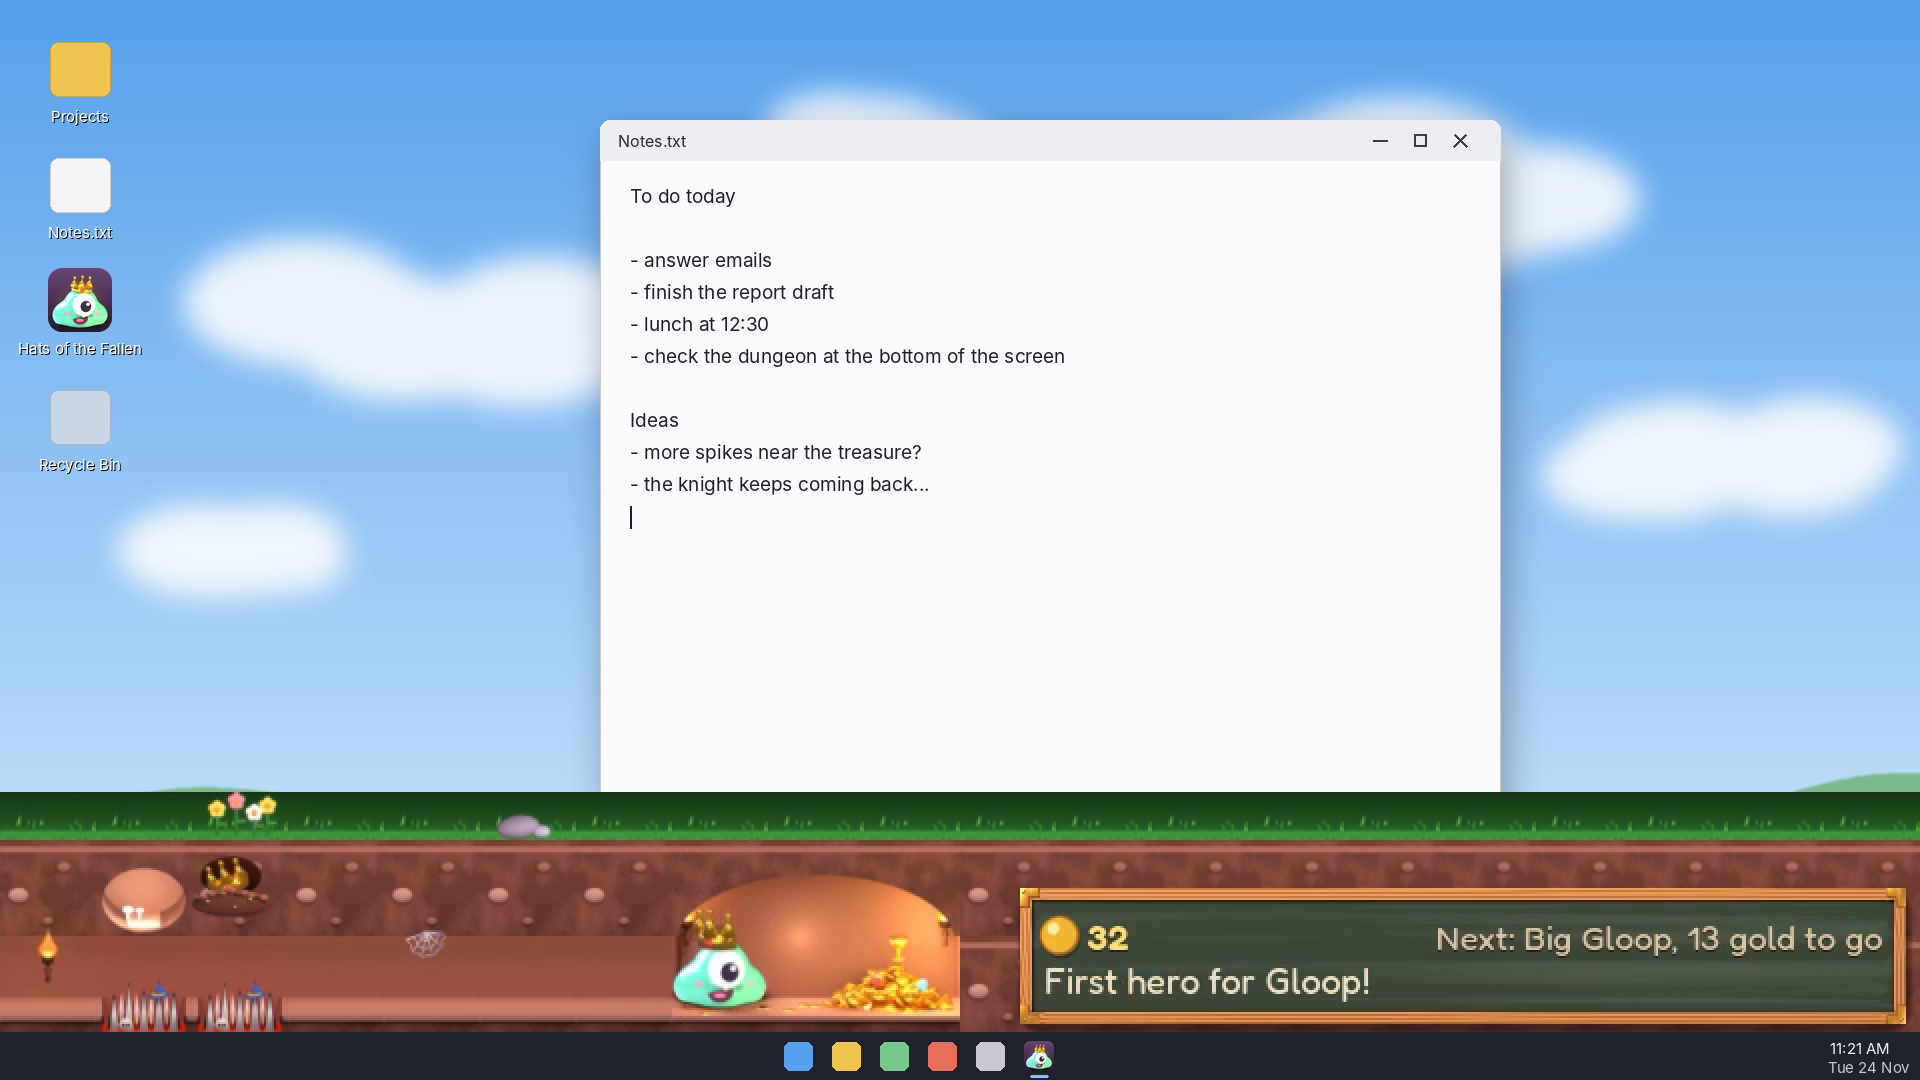 Projects
Notes.txt
Hats of the Fallen
Recycle Bin
Notes.txt
To do today
- answer emails
- finish the report draft
- lunch at 12:30
- check the dungeon at the bottom of the screen
Ideas
- more spikes near the treasure?
- the knight keeps coming back...
32
Next: Big Gloop, 13 gold to go
First hero for Gloop!
11:21 AM
Tue 24 Nov